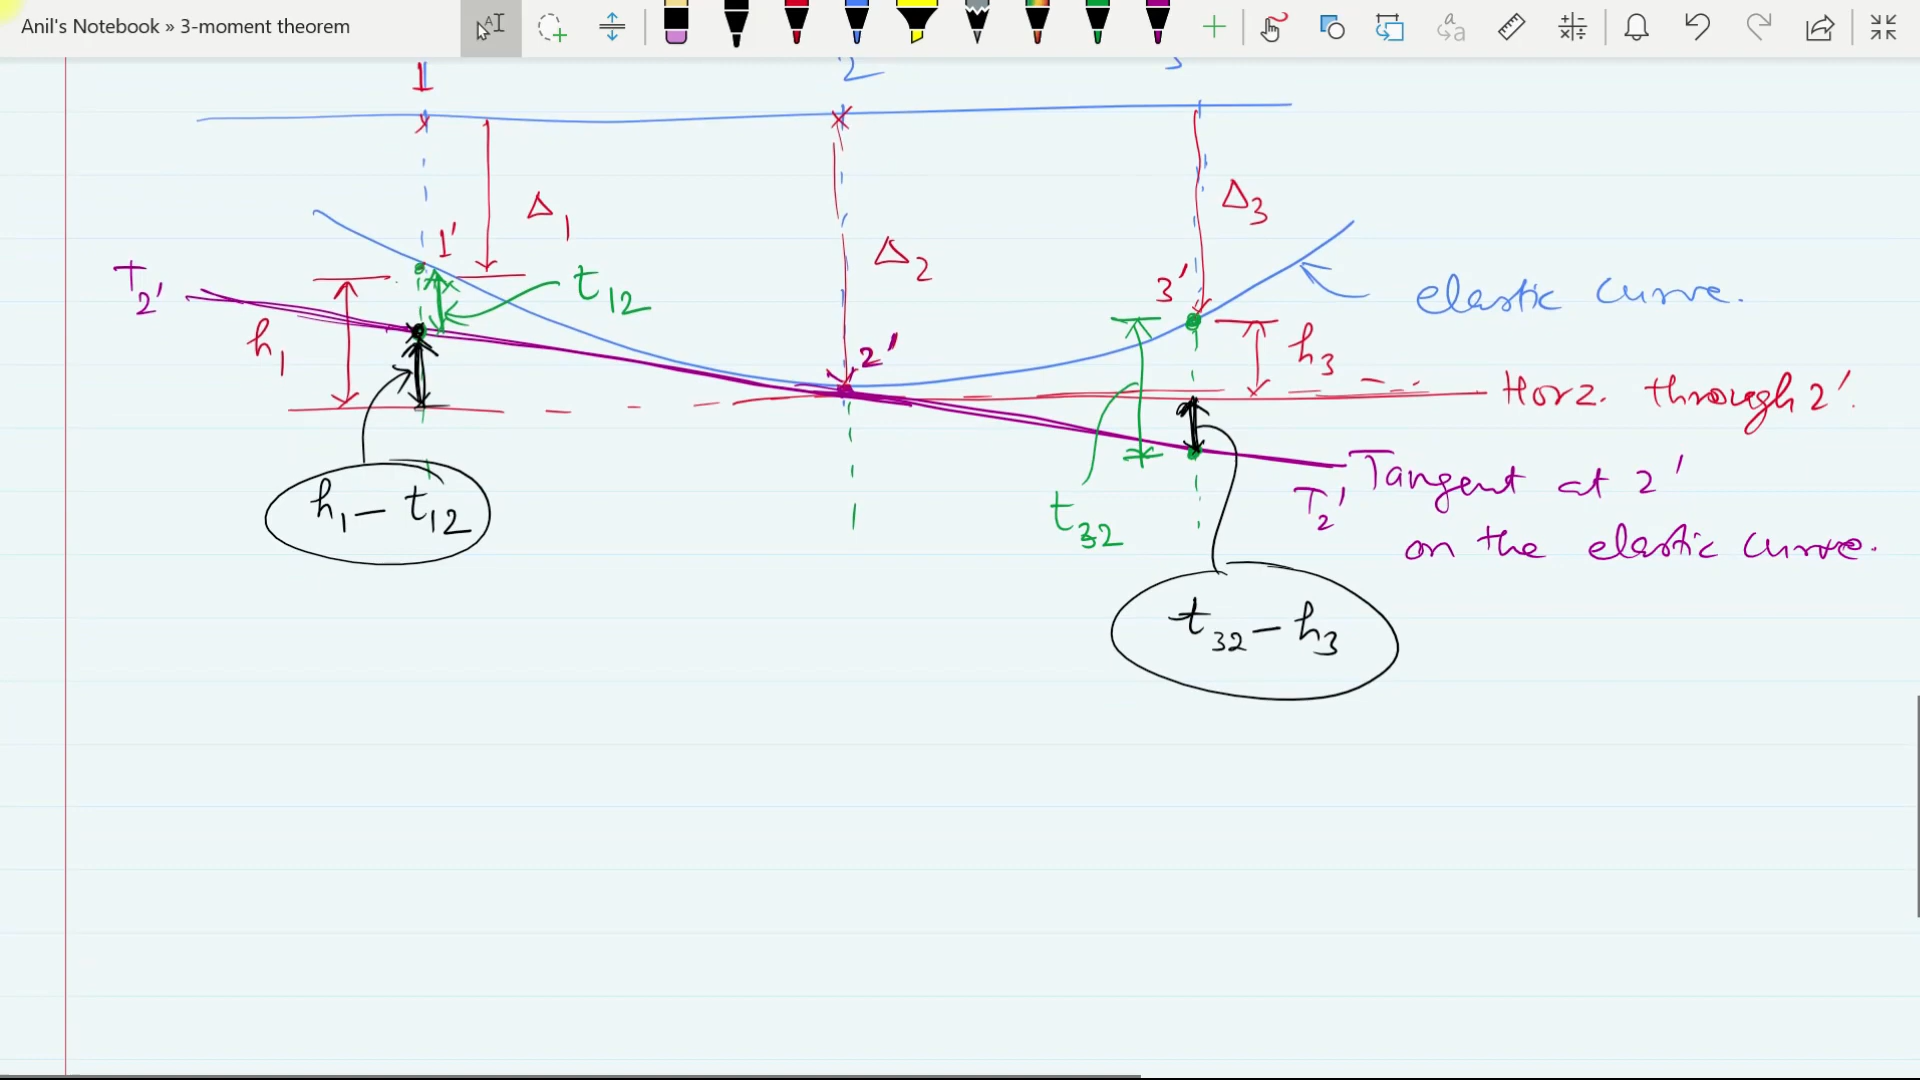 Anil's Notebook » 3-moment theorem
1
2
Δ1
Δ2
Δ3
1'
T2'
t12
3'
elastic curve.
h1
2'
h3
Horz. through 2'.
Tangent at 2'
T2'
h1 – t12
t32
on the elastic curve.
t32 – h3